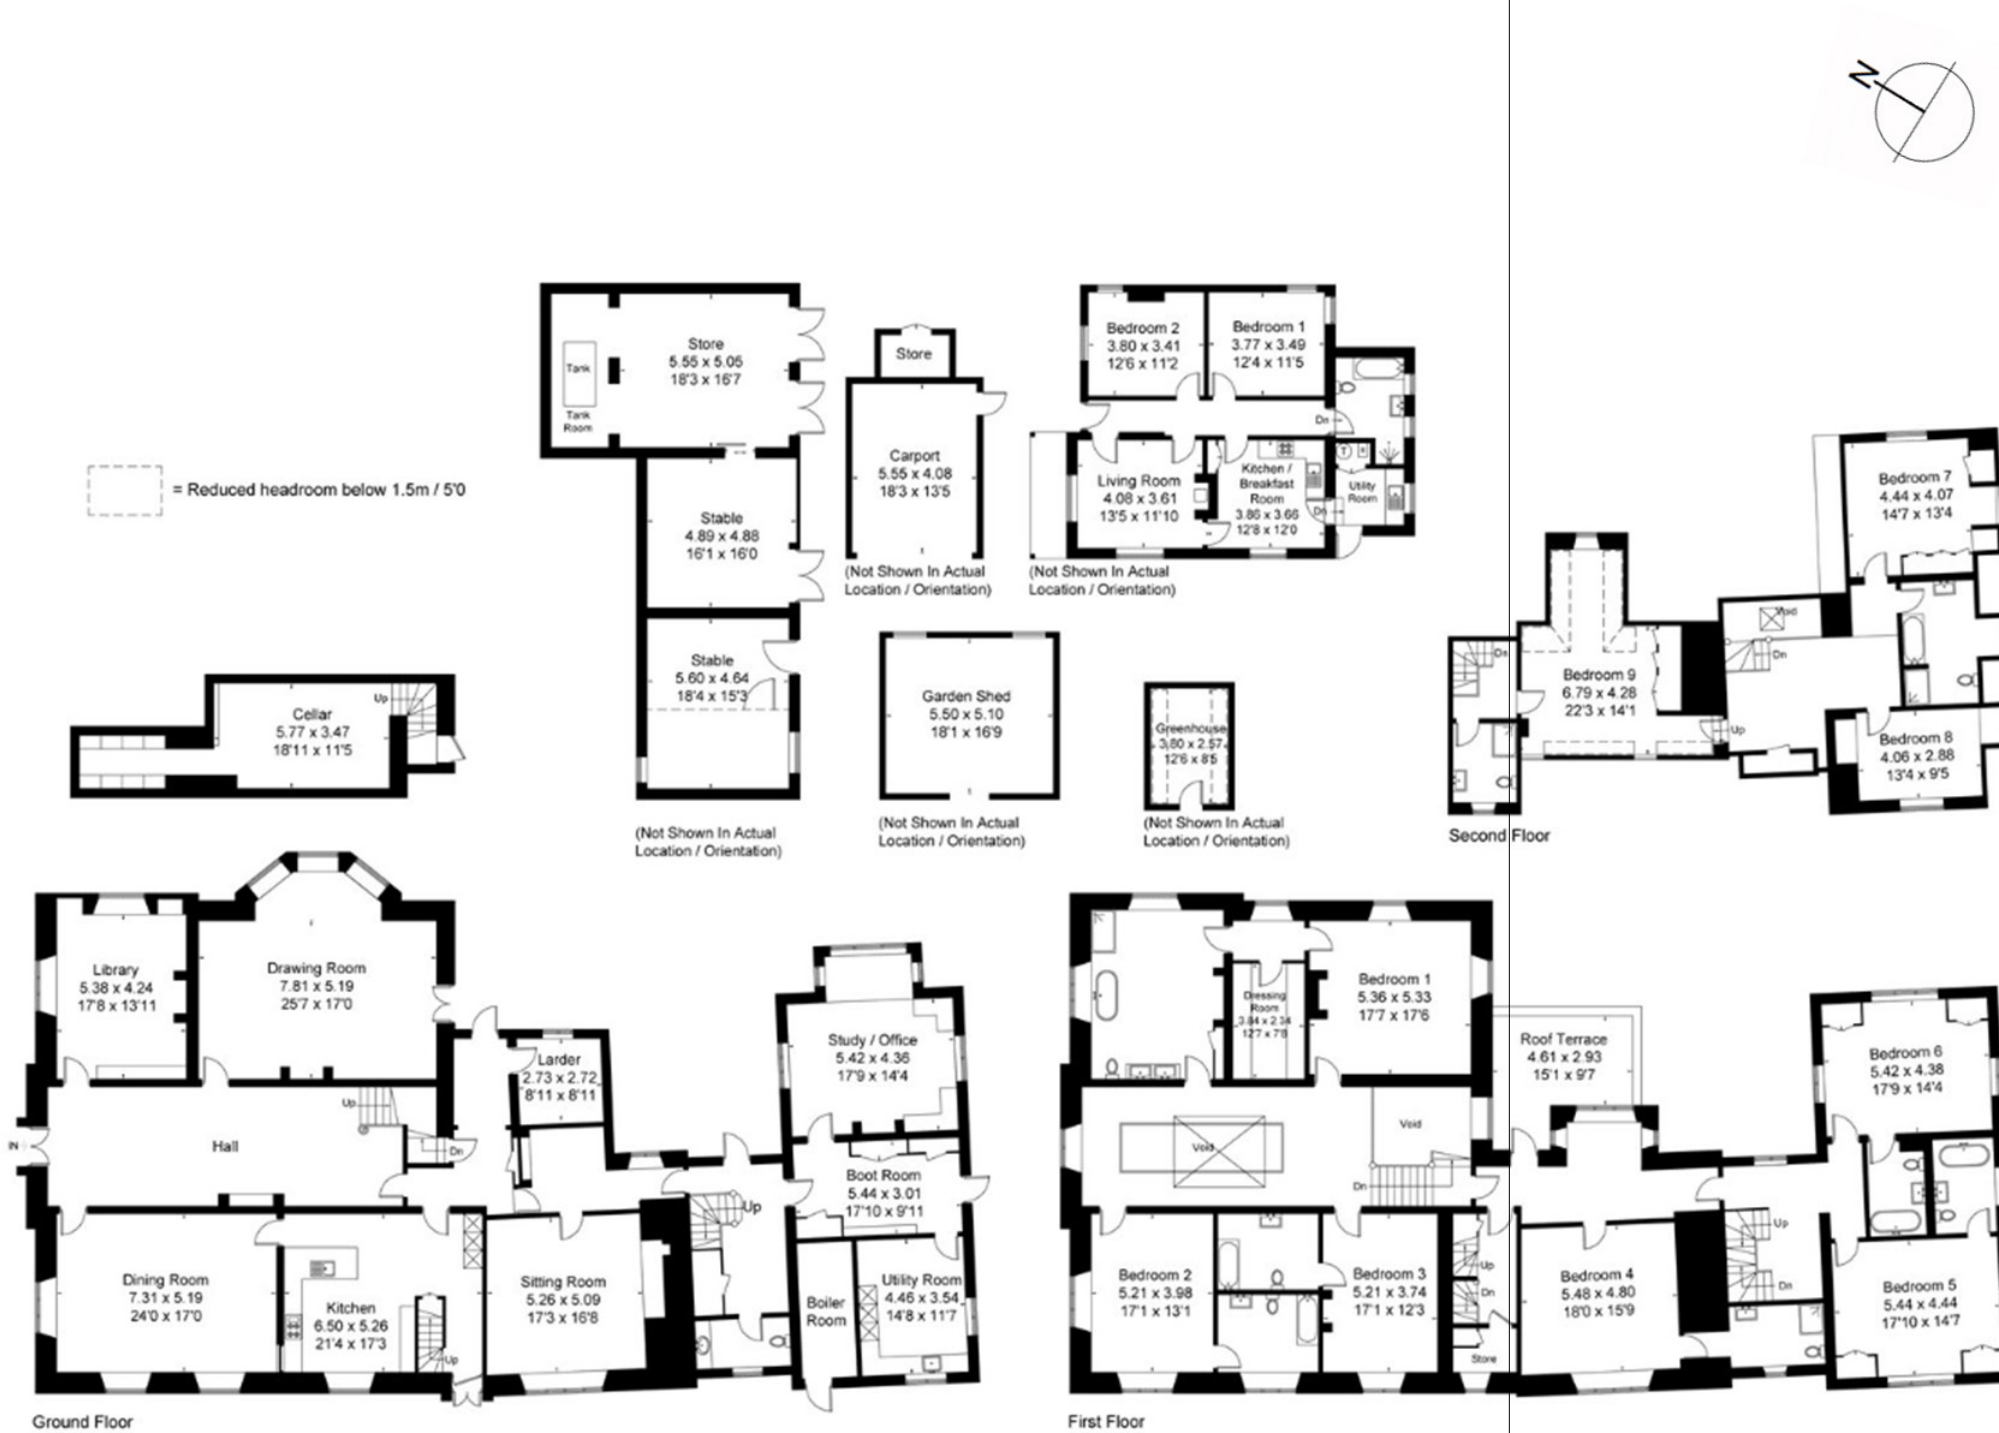 N
Store
5.55 x 5.05
18'3 x 16'7
Tank
Tank
Room
Store
Carport
5.55 x 4.08
18'3 x 13'5
(Not Shown In Actual
Location / Orientation)
Bedroom 2
3.80 x 3.41
12'6 x 11'2
Bedroom 1
3.77 x 3.49
12'4 x 11'5
Dn
Living Room
4.08 x 3.61
13'5 x 11'10
Kitchen /
Breakfast
Room
3.86 x 3.66
12'8 x 12'0
T
Utility
Room
Dn
(Not Shown In Actual
Location / Orientation)
= Reduced headroom below 1.5m / 5'0
Stable
4.89 x 4.88
16'1 x 16'0
Stable
5.60 x 4.64
18'4 x 15'3
(Not Shown In Actual
Location / Orientation)
Garden Shed
5.50 x 5.10
18'1 x 16'9
(Not Shown In Actual
Location / Orientation)
Greenhouse
3.80 x 2.57
12'6 x 8'5
(Not Shown In Actual
Location / Orientation)
Bedroom 7
4.44 x 4.07
14'7 x 13'4
Void
Dn
Dn
Bedroom 9
6.79 x 4.28
22'3 x 14'1
Up
Bedroom 8
4.06 x 2.88
13'4 x 9'5
Second Floor
Cellar
5.77 x 3.47
18'11 x 11'5
Up
Library
5.38 x 4.24
17'8 x 13'11
Drawing Room
7.81 x 5.19
25'7 x 17'0
Larder
2.73 x 2.72
8'11 x 8'11
Study / Office
5.42 x 4.36
17'9 x 14'4
Up
IN
Hall
Dn
Boot Room
5.44 x 3.01
17'10 x 9'11
Up
Dining Room
7.31 x 5.19
24'0 x 17'0
Kitchen
6.50 x 5.26
21'4 x 17'3
Up
Sitting Room
5.26 x 5.09
17'3 x 16'8
Boiler
Room
Utility Room
4.46 x 3.54
14'8 x 11'7
Ground Floor
Bedroom 1
5.36 x 5.33
17'7 x 17'6
Dressing
Room
3.84 x 2.34
12'7 x 7'8
Roof Terrace
4.61 x 2.93
15'1 x 9'7
Bedroom 6
5.42 x 4.38
17'9 x 14'4
Void
Void
Dn
Bedroom 2
5.21 x 3.98
17'1 x 13'1
Bedroom 3
5.21 x 3.74
17'1 x 12'3
Up
Dn
Store
Bedroom 4
5.48 x 4.80
18'0 x 15'9
Up
Dn
Bedroom 5
5.44 x 4.44
17'10 x 14'7
First Floor